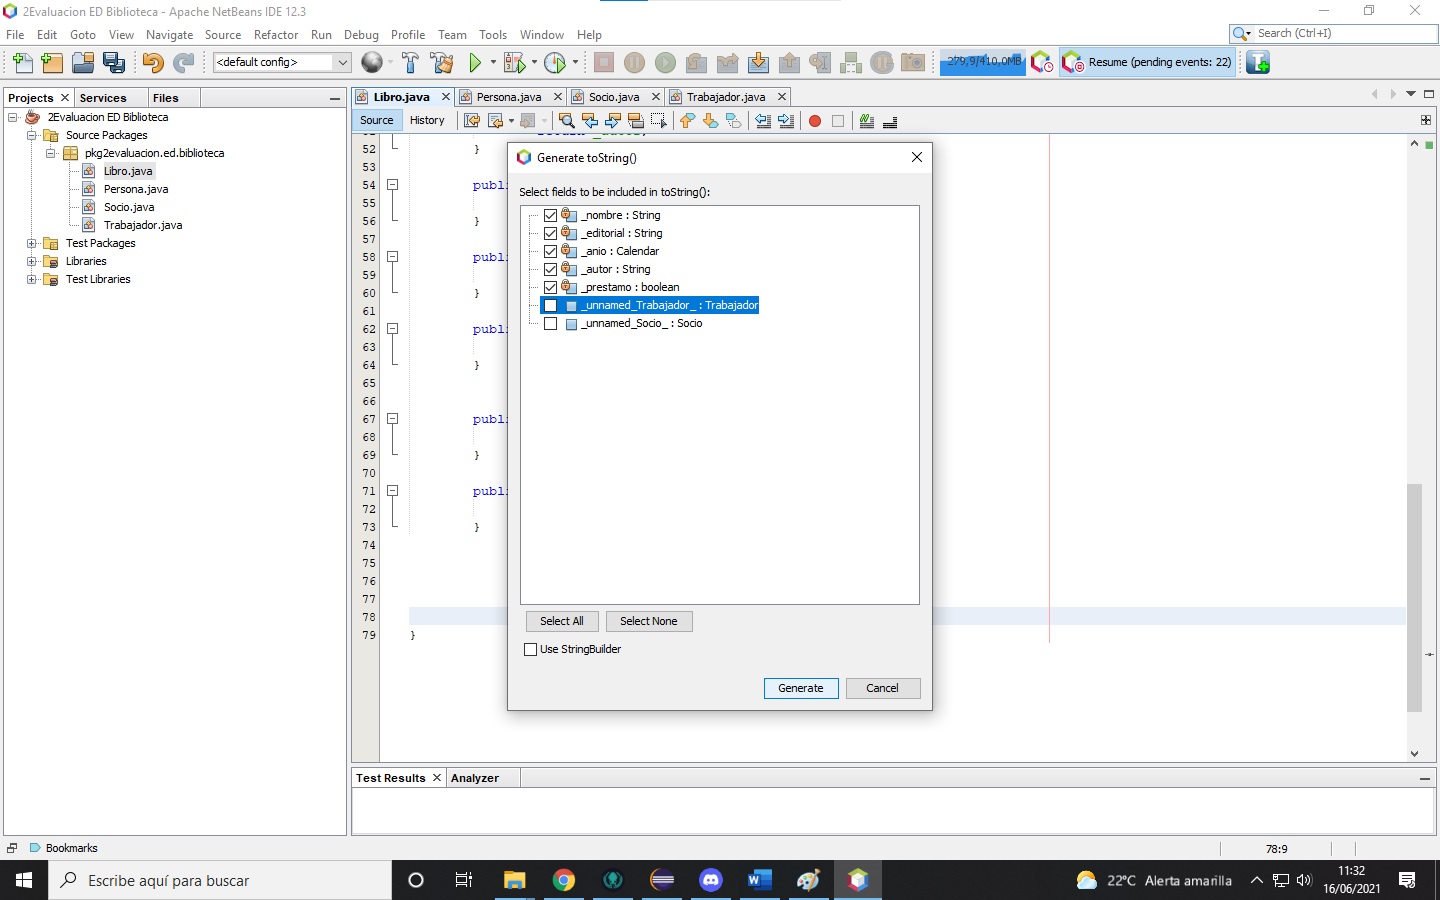 2Evaluacion ED Biblioteca - Apache NetBeans IDE 12.3
File Edit Goto View Navigate Source Refactor Run Debug Profile Team Tools Window Help
Search (Ctrl+I)
<default config>
279,9/410,0MB
Resume (pending events: 22)
Projects Services Files
Libro.java Persona.java Socio.java Trabajador.java
2Evaluacion ED Biblioteca
Source Packages
pkg2evaluacion.ed.biblioteca
Libro.java
Persona.java
Socio.java
Trabajador.java
Test Packages
Libraries
Test Libraries
Source History
52 }
53
54 publ
55
56 }
57
58 publ
59
60 }
61
62 publ
63
64 }
65
66
67 publ
68
69 }
70
71 publ
72
73 }
74
75
76
77
78
79 }
Generate toString()
Select fields to be included in toString():
_nombre : String
_editorial : String
_anio : Calendar
_autor : String
_prestamo : boolean
_unnamed_Trabajador_ : Trabajador
_unnamed_Socio_ : Socio
Select All Select None
Use StringBuilder
Generate Cancel
Test Results Analyzer
Bookmarks
78:9
Escribe aquí para buscar
22°C Alerta amarilla
11:32
16/06/2021